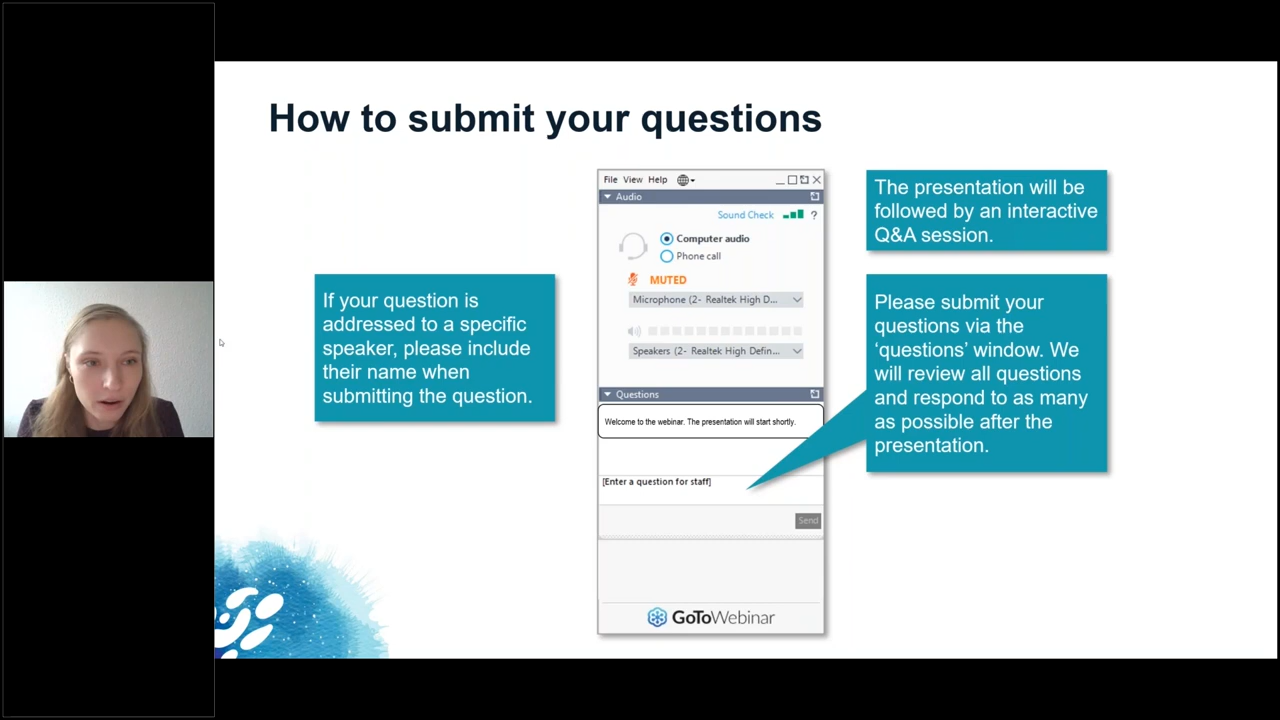 How to submit your questions
If your question is
addressed to a specific
speaker, please include
their name when
submitting the question.
File View Help
Audio
Sound Check ?
Computer audio
Phone call
MUTED
Microphone (2- Realtek High D...
Speakers (2- Realtek High Defin...
Questions
Welcome to the webinar. The presentation will start shortly.
[Enter a question for staff]
Send
GoToWebinar
The presentation will be
followed by an interactive
Q&A session.
Please submit your
questions via the
‘questions’ window. We
will review all questions
and respond to as many
as possible after the
presentation.